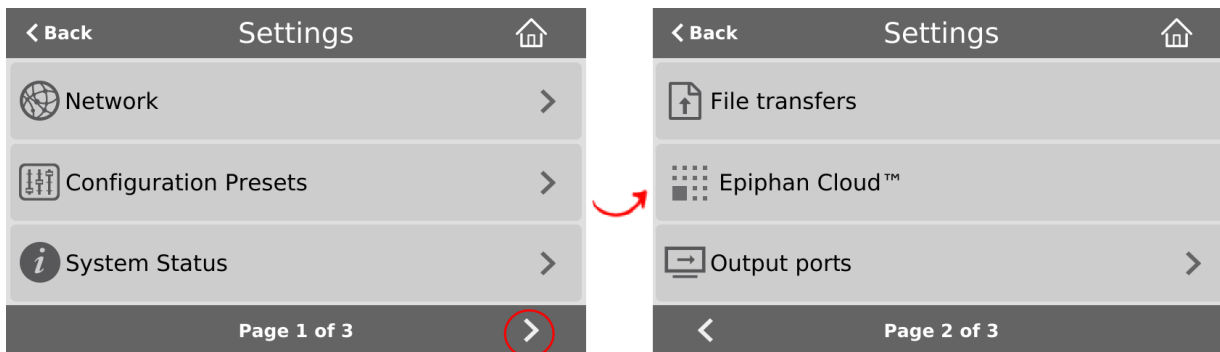 Back Settings
Network
Configuration Presets
System Status
Page 1 of 3
Back Settings
File transfers
Epiphan Cloud™
Output ports
Page 2 of 3